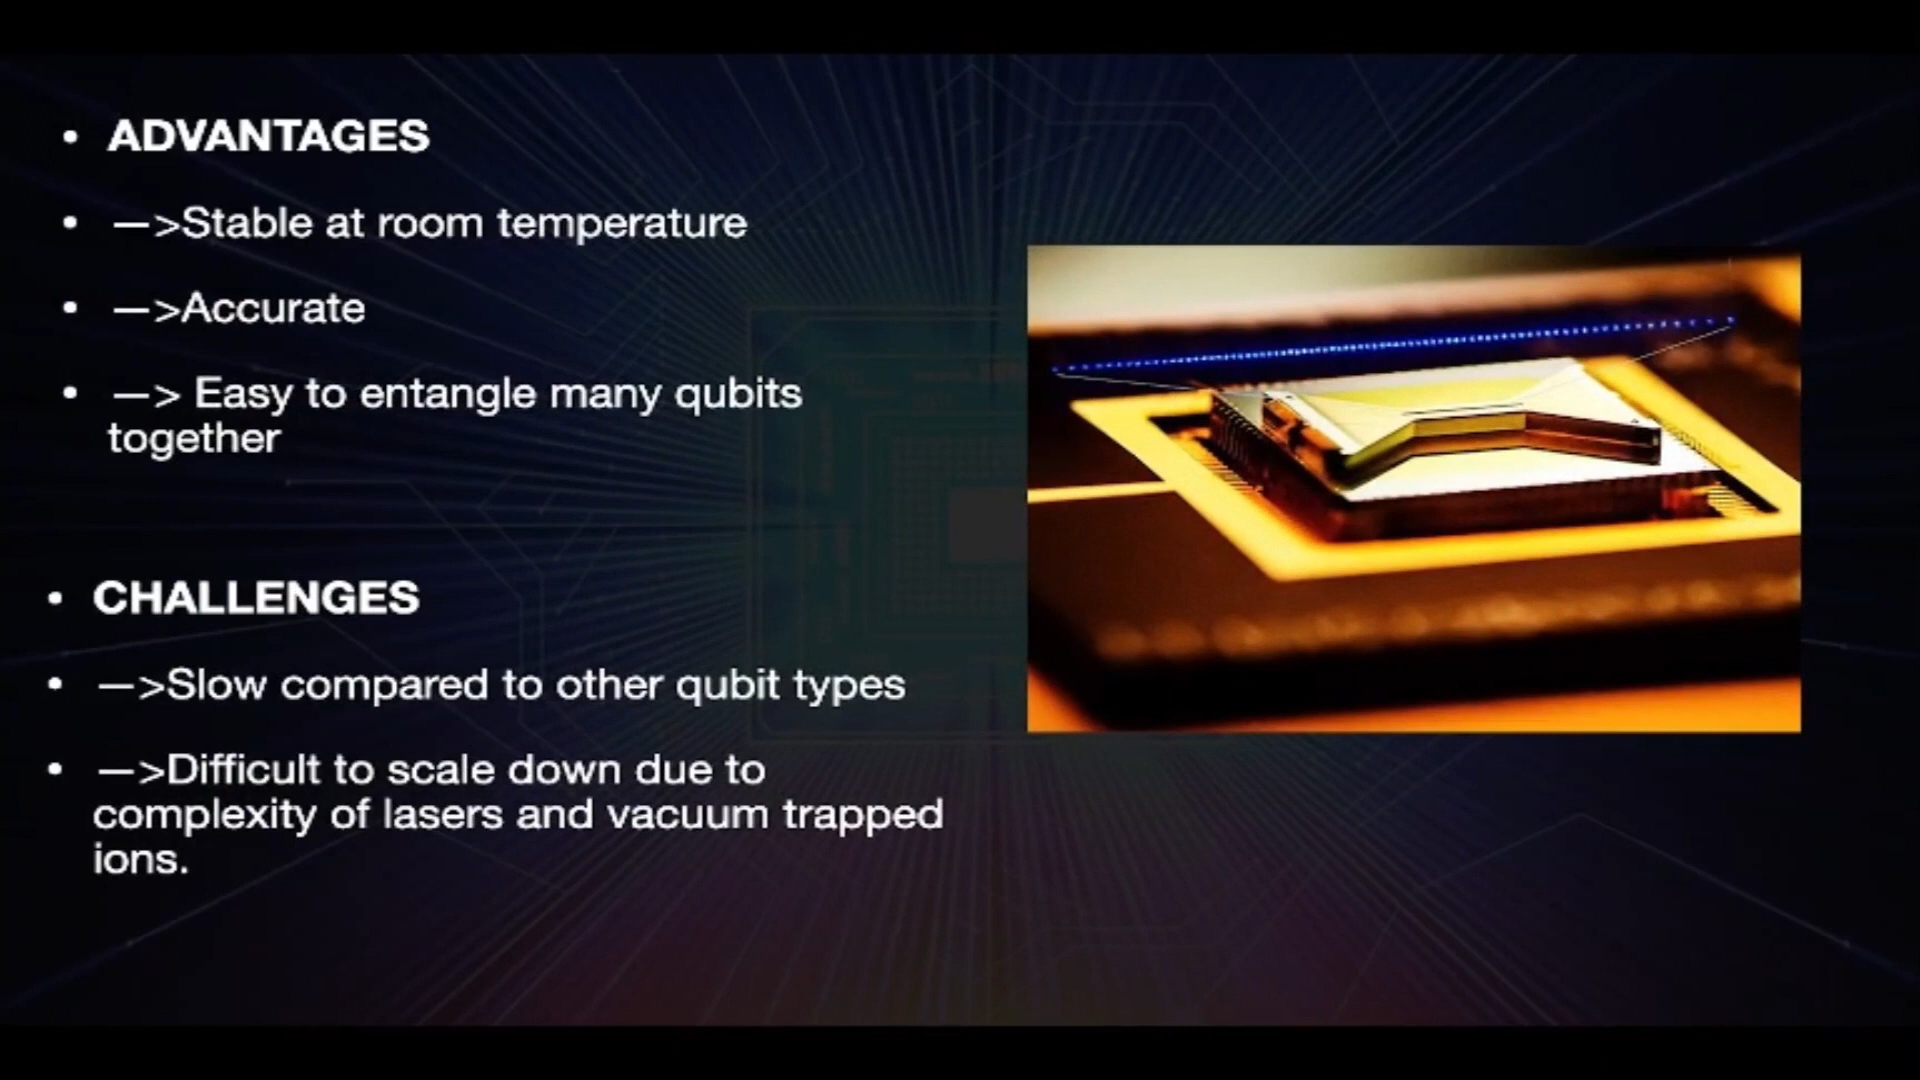 • ADVANTAGES
• —>Stable at room temperature
• —>Accurate
• —> Easy to entangle many qubits
together
• CHALLENGES
• —>Slow compared to other qubit types
• —>Difficult to scale down due to
complexity of lasers and vacuum trapped
ions.